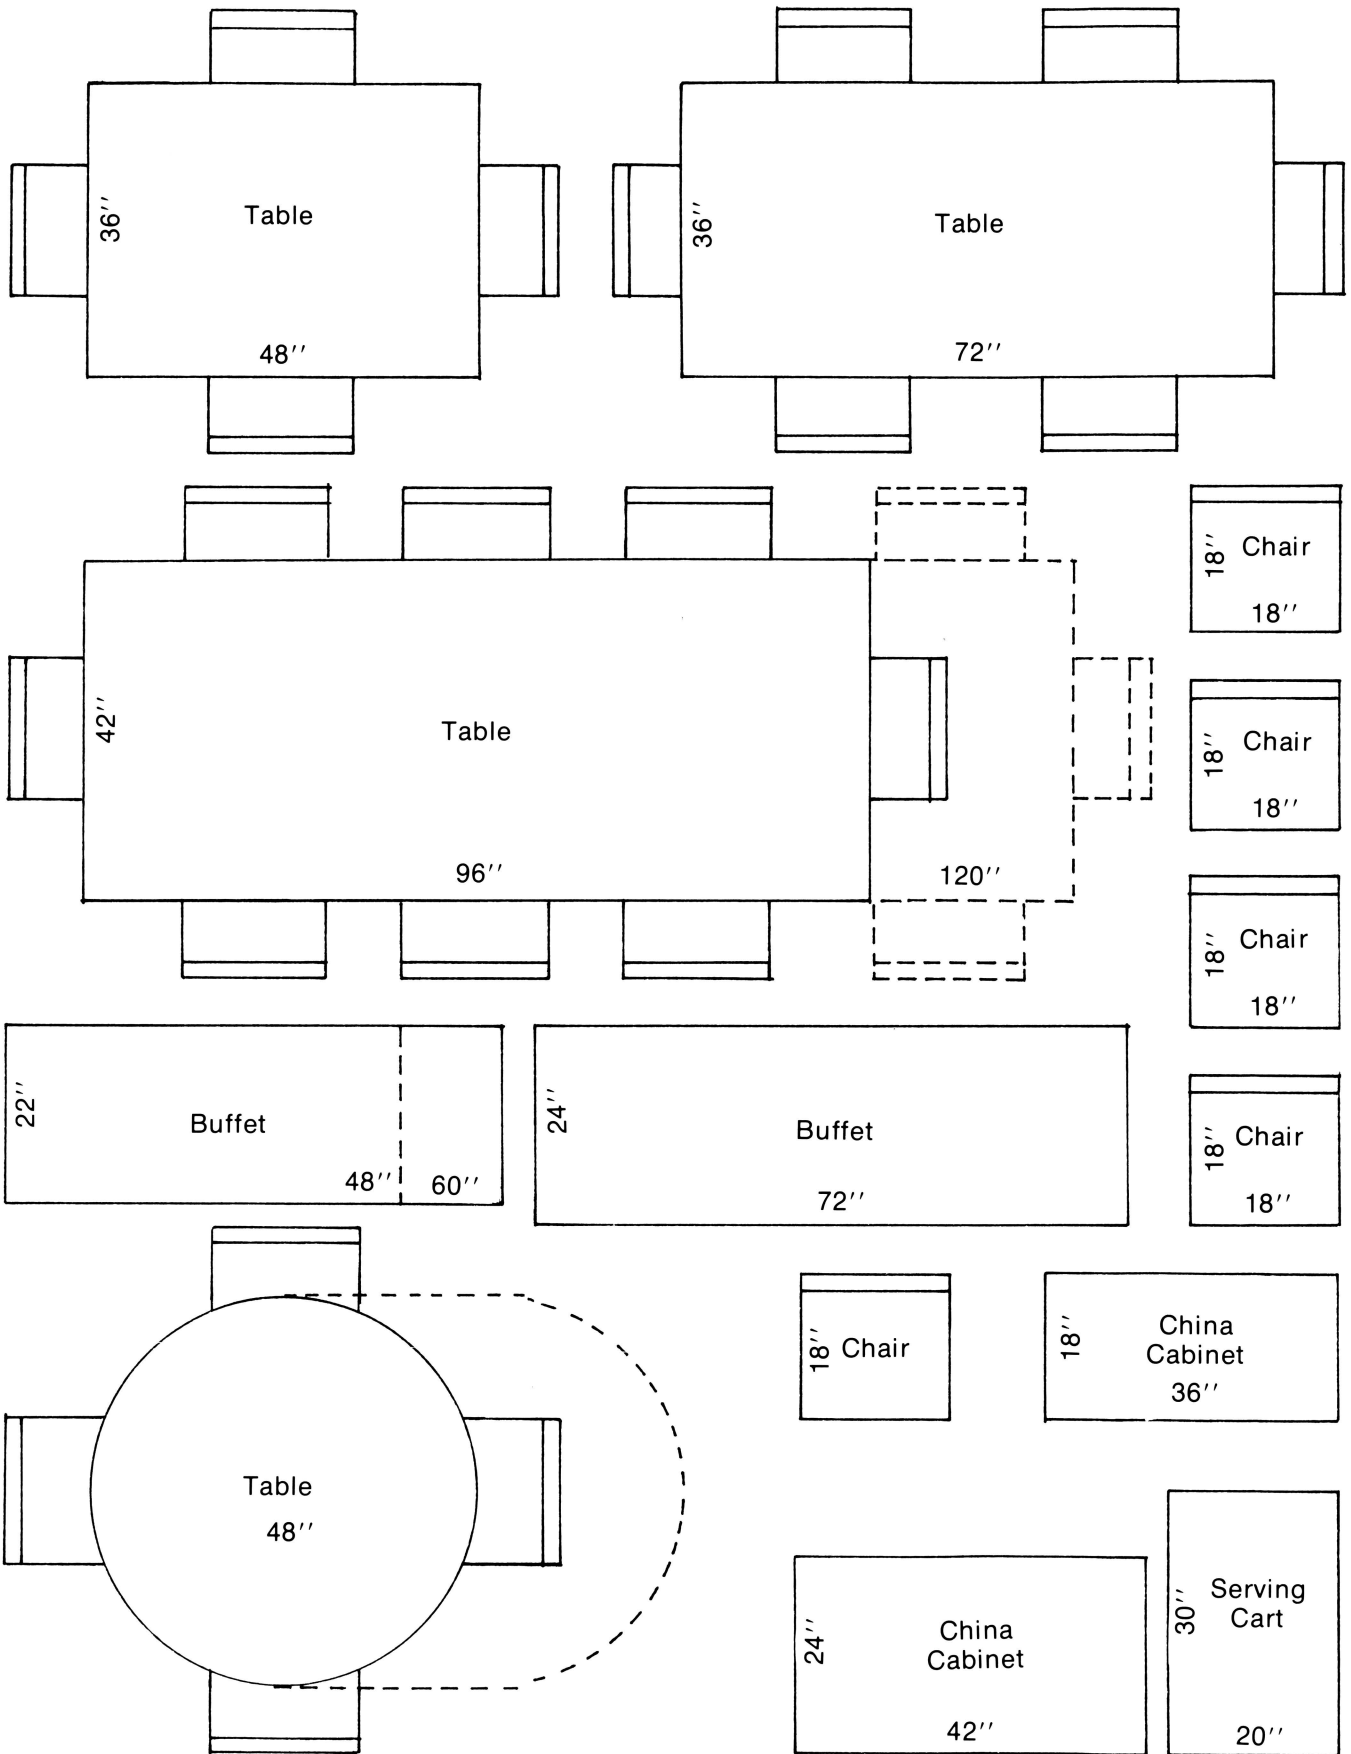 Table
36′′
48′′
Table
36′′
72′′
Table
42′′
96′′
120′′
18′′ Chair
18′′
18′′ Chair
18′′
18′′ Chair
18′′
18′′ Chair
18′′
22′′
Buffet
48′′ 60′′
24′′
Buffet
72′′
Table
48′′
18′′ Chair
18′′
China
Cabinet
36′′
24′′
China
Cabinet
42′′
30′′
Serving
Cart
20′′